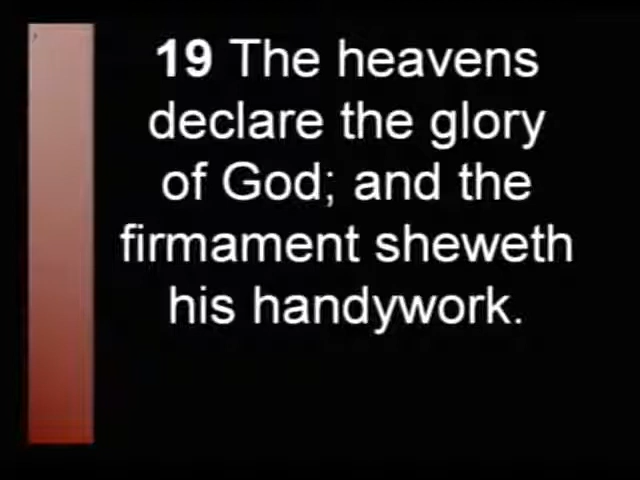 19 The heavens
declare the glory
of God; and the
firmament sheweth
his handywork.